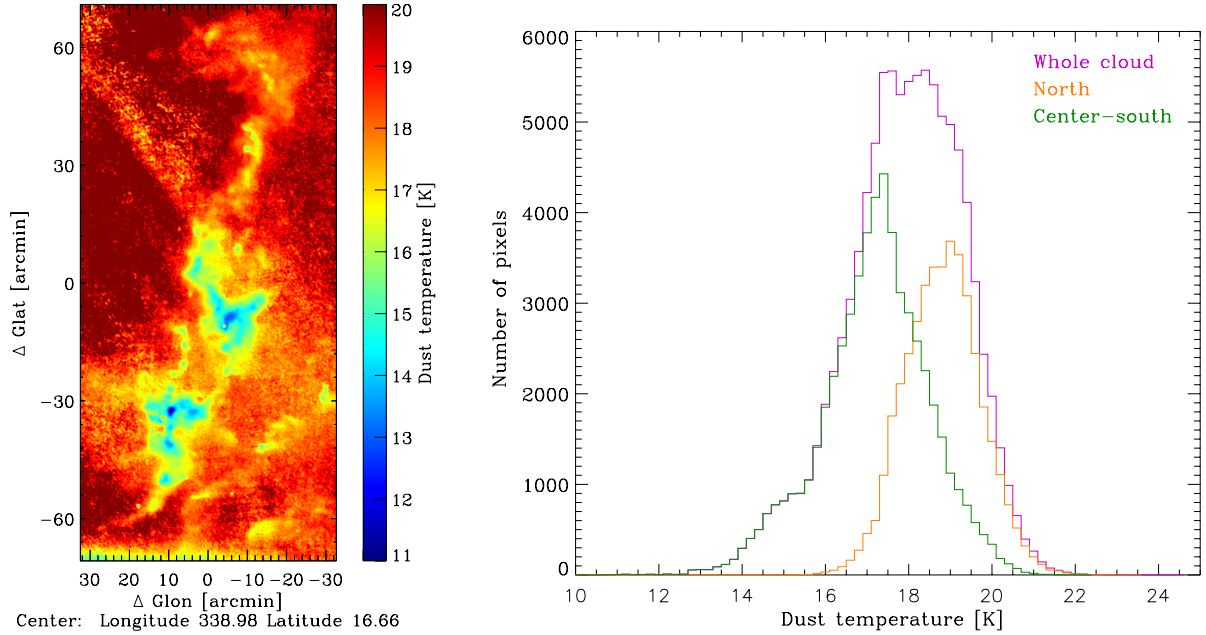 60
30
0
−30
−60
Δ Glat [arcmin]
30 20 10 0 −10 −20 −30
Δ Glon [arcmin]
Center: Longitude 338.98 Latitude 16.66
20
19
18
17
16
15
14
13
12
11
Dust temperature [K]
6000
5000
4000
3000
2000
1000
0
Number of pixels
Whole cloud
North
Center−south
10 12 14 16 18 20 22 24
Dust temperature [K]